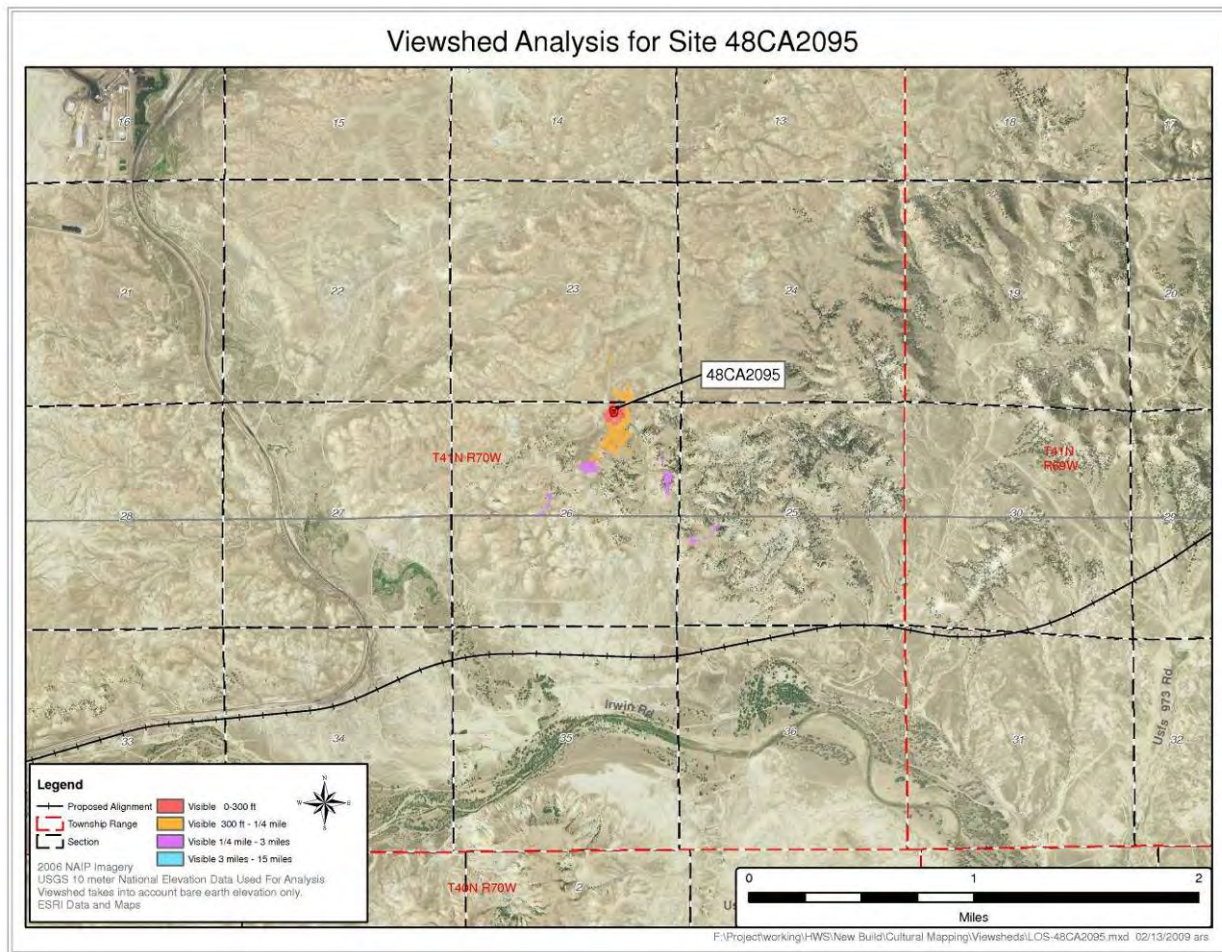 Viewshed Analysis for Site 48CA2095
16
15
14
13
18
17
21
22
23
24
19
20
48CA2095
T41N R70W
T41N
R69W
28
27
26
25
30
29
Irwin Rd
Usfs 973 Rd
33
34
35
36
31
32
T40N R70W
2
Legend
Proposed Alignment
Township Range
Section
Visible 0-300 ft
Visible 300 ft - 1/4 mile
Visible 1/4 mile - 3 miles
Visible 3 miles - 15 miles
N
W
E
S
2006 NAIP Imagery
USGS 10 meter National Elevation Data Used For Analysis
Viewshed takes into account bare earth elevation only.
ESRI Data and Maps
0 1 2
Miles
F:\Project\working\HWS\New Build\Cultural Mapping\Viewsheds\LOS-48CA2095.mxd 02/13/2009 ars